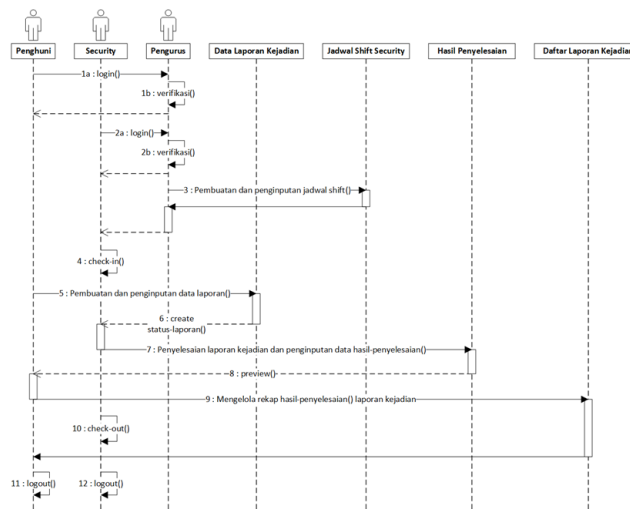 Penghuni
Security
Pengurus
Data Laporan Kejadian
Jadwal Shift Security
Hasil Penyelesaian
Daftar Laporan Kejadian
1a : login()
1b : verifikasi()
2a : login()
2b : verifikasi()
3 : Pembuatan dan penginputan jadwal shift()
4 : check-in()
5 : Pembuatan dan penginputan data laporan()
6 : create
status-laporan()
7 : Penyelesaian laporan kejadian dan penginputan data hasil-penyelesaian()
8 : preview()
9 : Mengelola rekap hasil-penyelesaian() laporan kejadian
10 : check-out()
11 : logout()
12 : logout()